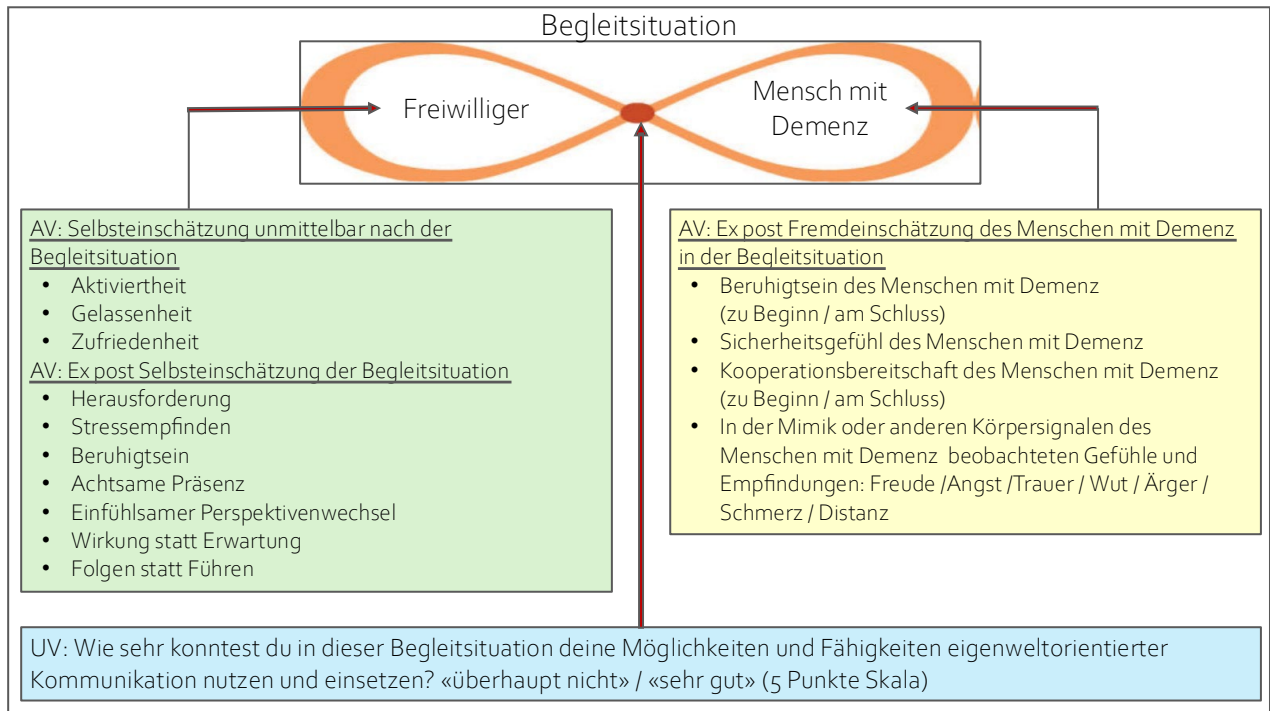 Begleitsituation
Freiwilliger
Mensch mit
Demenz
AV: Selbsteinschätzung unmittelbar nach der
Begleitsituation
• Aktiviertheit
• Gelassenheit
• Zufriedenheit
AV: Ex post Selbsteinschätzung der Begleitsituation
• Herausforderung
• Stressempfinden
• Beruhigtsein
• Achtsame Präsenz
• Einfühlsamer Perspektivenwechsel
• Wirkung statt Erwartung
• Folgen statt Führen
AV: Ex post Fremdeinschätzung des Menschen mit Demenz
in der Begleitsituation
• Beruhigtsein des Menschen mit Demenz
(zu Beginn / am Schluss)
• Sicherheitsgefühl des Menschen mit Demenz
• Kooperationsbereitschaft des Menschen mit Demenz
(zu Beginn / am Schluss)
• In der Mimik oder anderen Körpersignalen des
Menschen mit Demenz beobachteten Gefühle und
Empfindungen: Freude /Angst /Trauer / Wut / Ärger /
Schmerz / Distanz
UV: Wie sehr konntest du in dieser Begleitsituation deine Möglichkeiten und Fähigkeiten eigenweltorientierter
Kommunikation nutzen und einsetzen? «überhaupt nicht» / «sehr gut» (5 Punkte Skala)